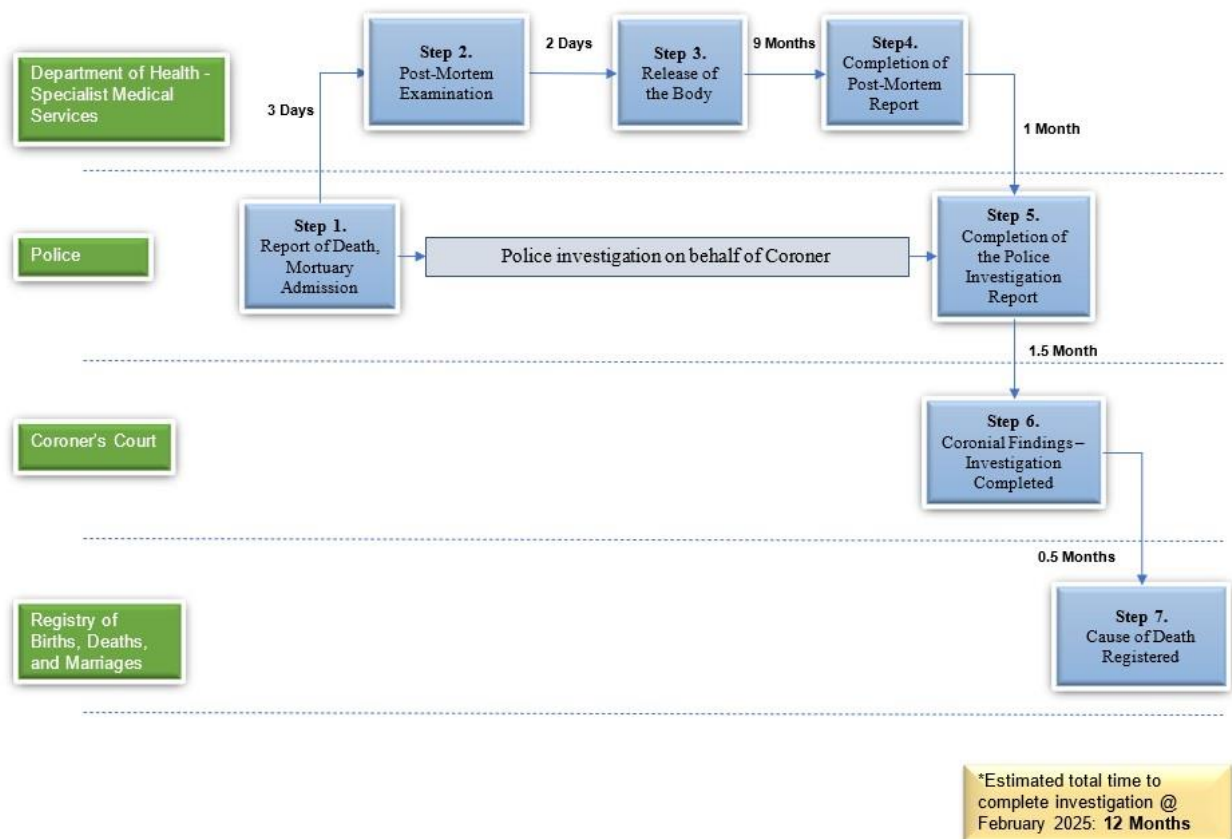 Department of Health -
Specialist Medical
Services
3 Days
Step 2.
Post-Mortem
Examination
2 Days
Step 3.
Release of
the Body
9 Months
Step4.
Completion of
Post-Mortem
Report
1 Month
Police
Step 1.
Report of Death,
Mortuary
Admission
Police investigation on behalf of Coroner
Step 5.
Completion of
the Police
Investigation
Report
1.5 Month
Coroner's Court
Step 6.
Coronial Findings–
Investigation
Completed
0.5 Months
Registry of
Births, Deaths,
and Marriages
Step 7.
Cause of Death
Registered
*Estimated total time to
complete investigation @
February 2025: 12 Months